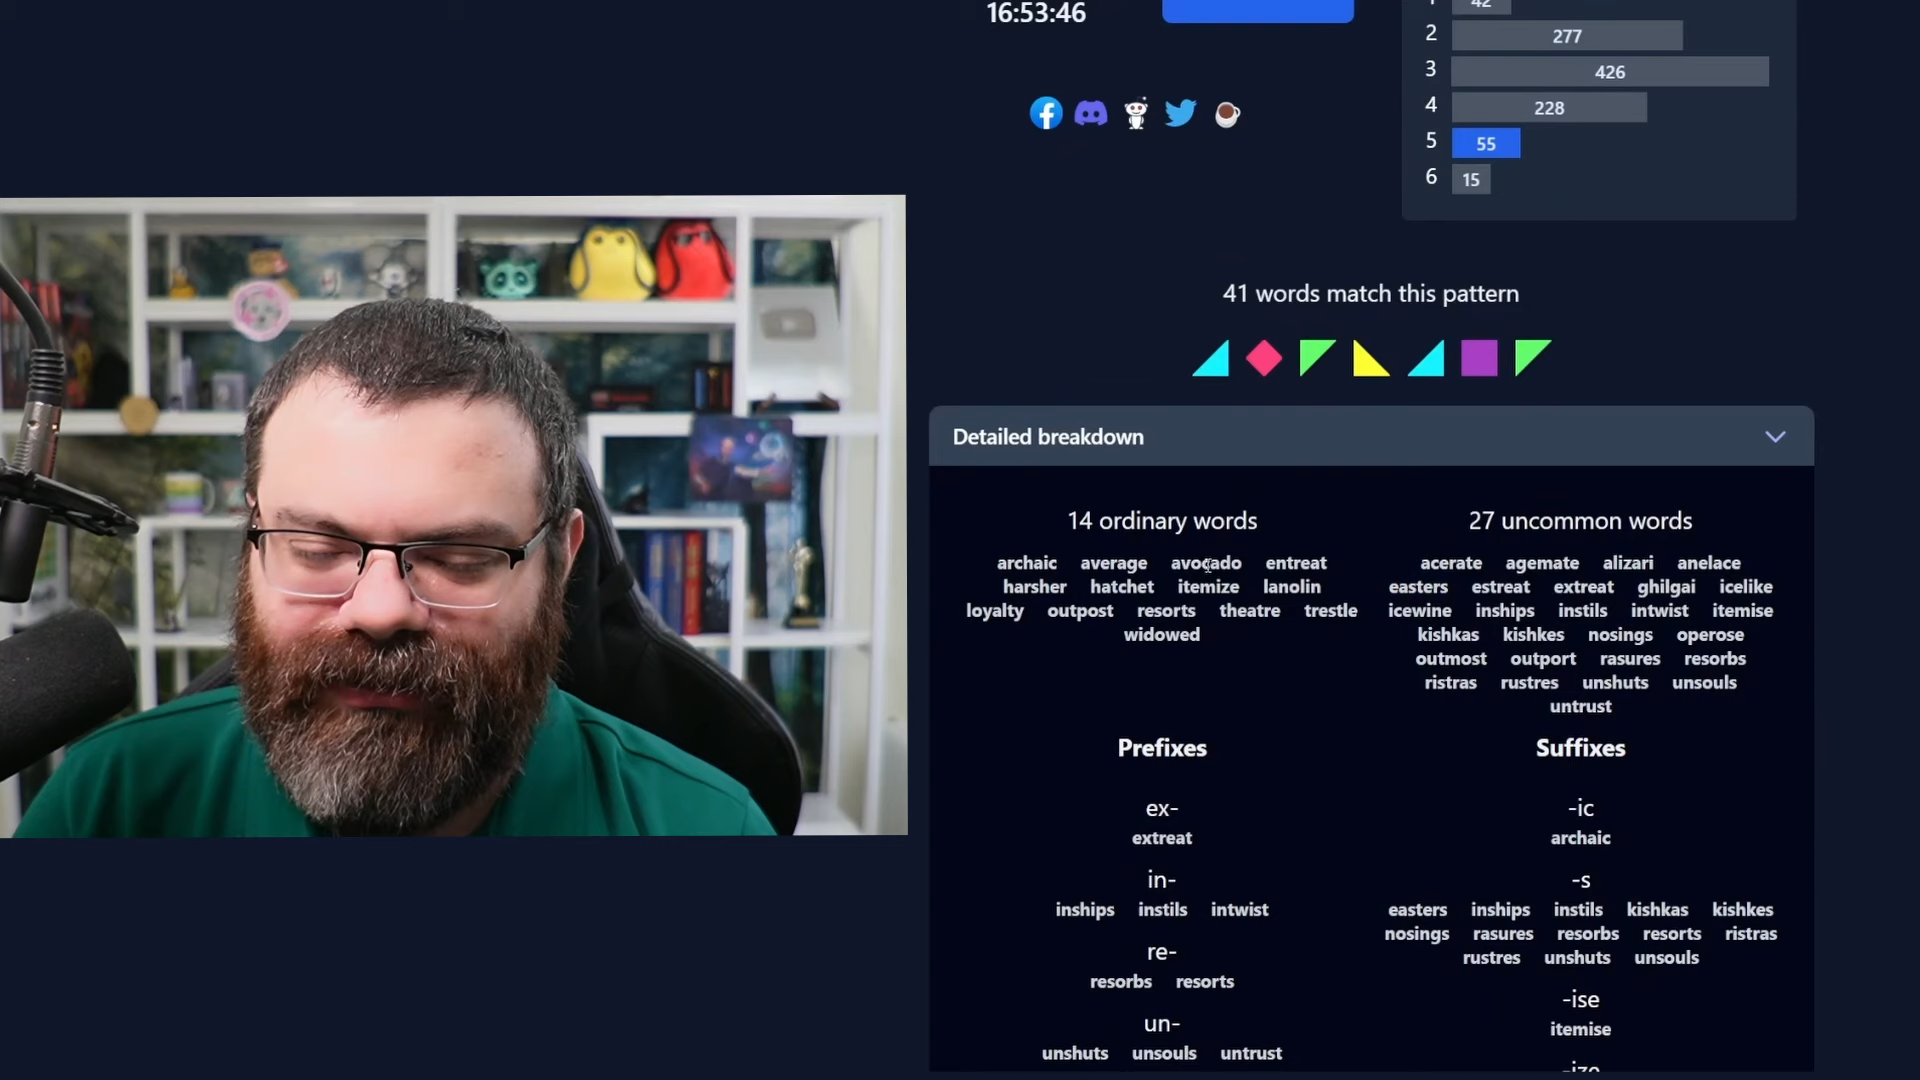 16:53:46
42
2 277
3 426
4 228
5 55
6 15
41 words match this pattern
Detailed breakdown
14 ordinary words
archaic average avocado entreat
harsher hatchet itemize lanolin
loyalty outpost resorts theatre trestle
widowed
27 uncommon words
acerate agemate alizari anelace
easters estreat extreat ghilgai icelike
icewine inships instils intwist itemise
kishkas kishkes nosings operose
outmost outport rasures resorbs
ristras rustres unshuts unsouls
untrust
Prefixes
ex-
extreat
in-
inships instils intwist
re-
resorbs resorts
un-
unshuts unsouls untrust
Suffixes
-ic
archaic
-s
easters inships instils kishkas kishkes
nosings rasures resorbs resorts ristras
rustres unshuts unsouls
-ise
itemise